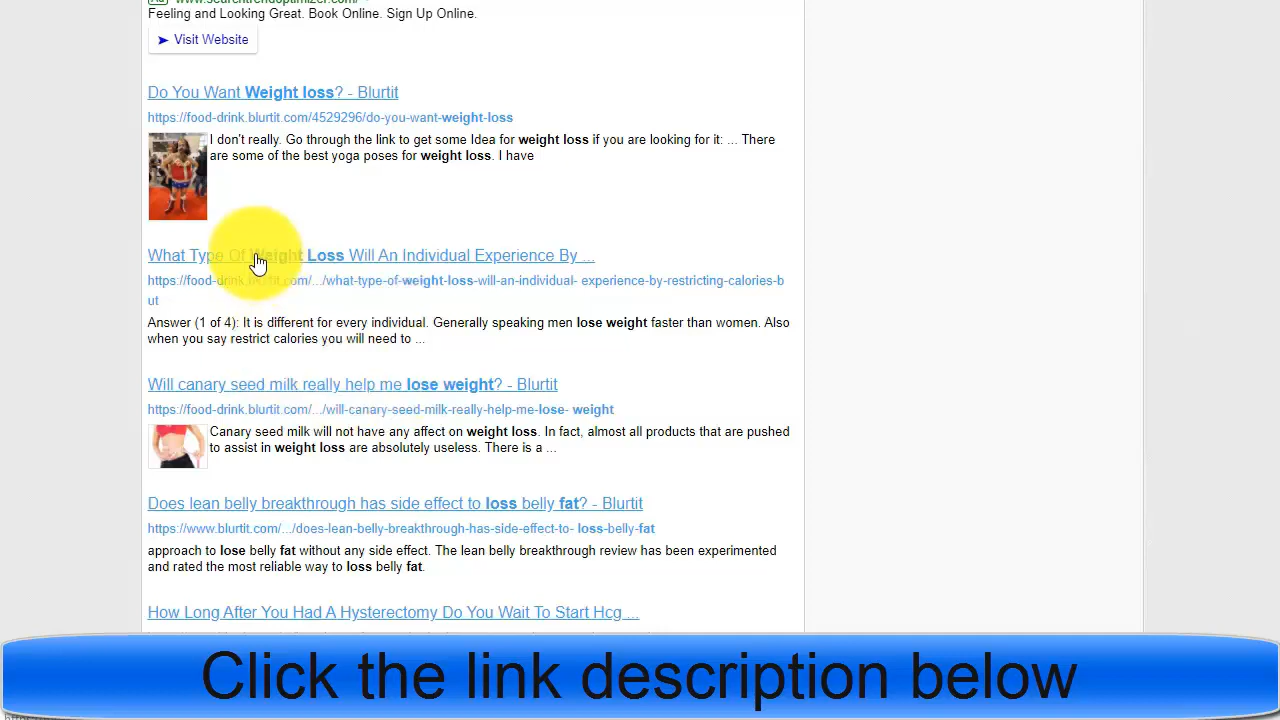 Ad www.searchtrendoptimizer.com/
Feeling and Looking Great. Book Online. Sign Up Online.
➤ Visit Website
Do You Want Weight loss? - Blurtit
https://food-drink.blurtit.com/4529296/do-you-want-weight-loss
I don't really. Go through the link to get some Idea for weight loss if you are looking for it: ... There
are some of the best yoga poses for weight loss. I have
What Type Of Weight Loss Will An Individual Experience By ...
https://food-drink.blurtit.com/.../what-type-of-weight-loss-will-an-individual- experience-by-restricting-calories-b
ut
Answer (1 of 4): It is different for every individual. Generally speaking men lose weight faster than women. Also
when you say restrict calories you will need to ...
Will canary seed milk really help me lose weight? - Blurtit
https://food-drink.blurtit.com/.../will-canary-seed-milk-really-help-me-lose- weight
Canary seed milk will not have any affect on weight loss. In fact, almost all products that are pushed
to assist in weight loss are absolutely useless. There is a ...
Does lean belly breakthrough has side effect to loss belly fat? - Blurtit
https://www.blurtit.com/.../does-lean-belly-breakthrough-has-side-effect-to- loss-belly-fat
approach to lose belly fat without any side effect. The lean belly breakthrough review has been experimented
and rated the most reliable way to loss belly fat.
How Long After You Had A Hysterectomy Do You Wait To Start Hcg ...
Click the link description below